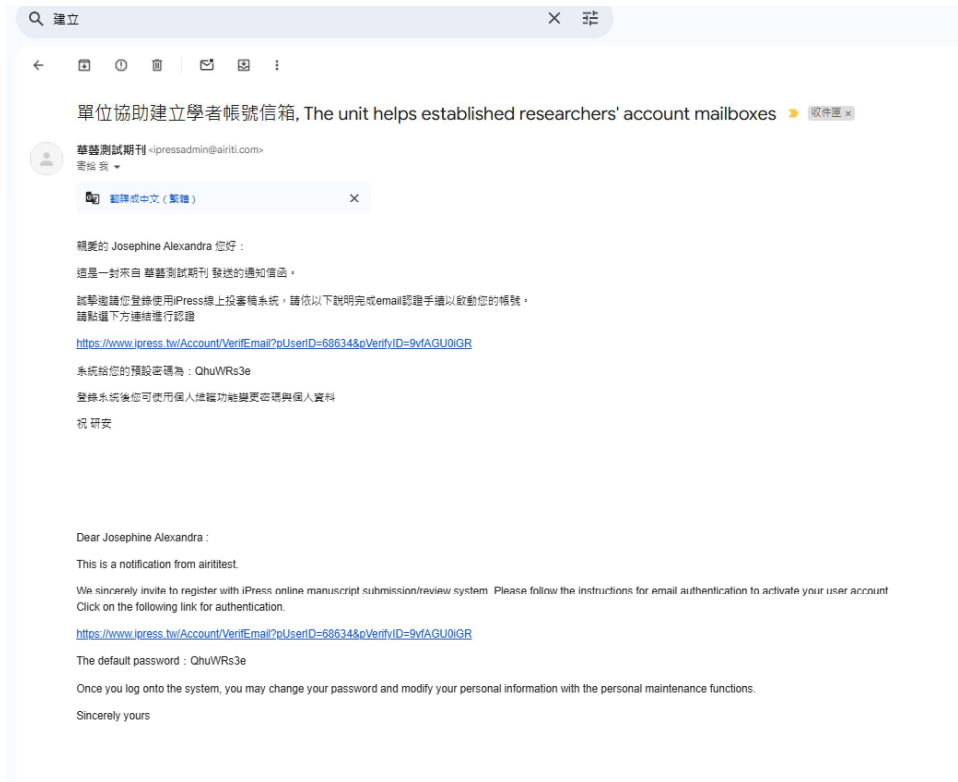 建立
單位協助建立學者帳號信箱, The unit helps established researchers' account mailboxes 收件匣 ×
華藝測試期刊 <ipressadmin@airiti.com>
寄給 我
翻譯成中文（繁體）
親愛的 Josephine Alexandra 您好：
這是一封來自 華藝測試期刊 發送的通知信函。
誠摯邀請您登錄使用iPress線上投審稿系統，請依以下說明完成email認證手續以啟動您的帳號。
請點選下方連結進行認證
https://www.ipress.tw/Account/VerifEmail?pUserID=68634&pVerifyID=9vfAGU0iGR
系統給您的預設密碼為：QhuWRs3e
登錄系統後您可使用個人維護功能變更密碼與個人資料
祝 研安
Dear Josephine Alexandra :
This is a notification from airititest.
We sincerely invite to register with iPress online manuscript submission/review system. Please follow the instructions for email authentication to activate your user account
Click on the following link for authentication.
https://www.ipress.tw/Account/VerifEmail?pUserID=68634&pVerifyID=9vfAGU0iGR
The default password：QhuWRs3e
Once you log onto the system, you may change your password and modify your personal information with the personal maintenance functions.
Sincerely yours